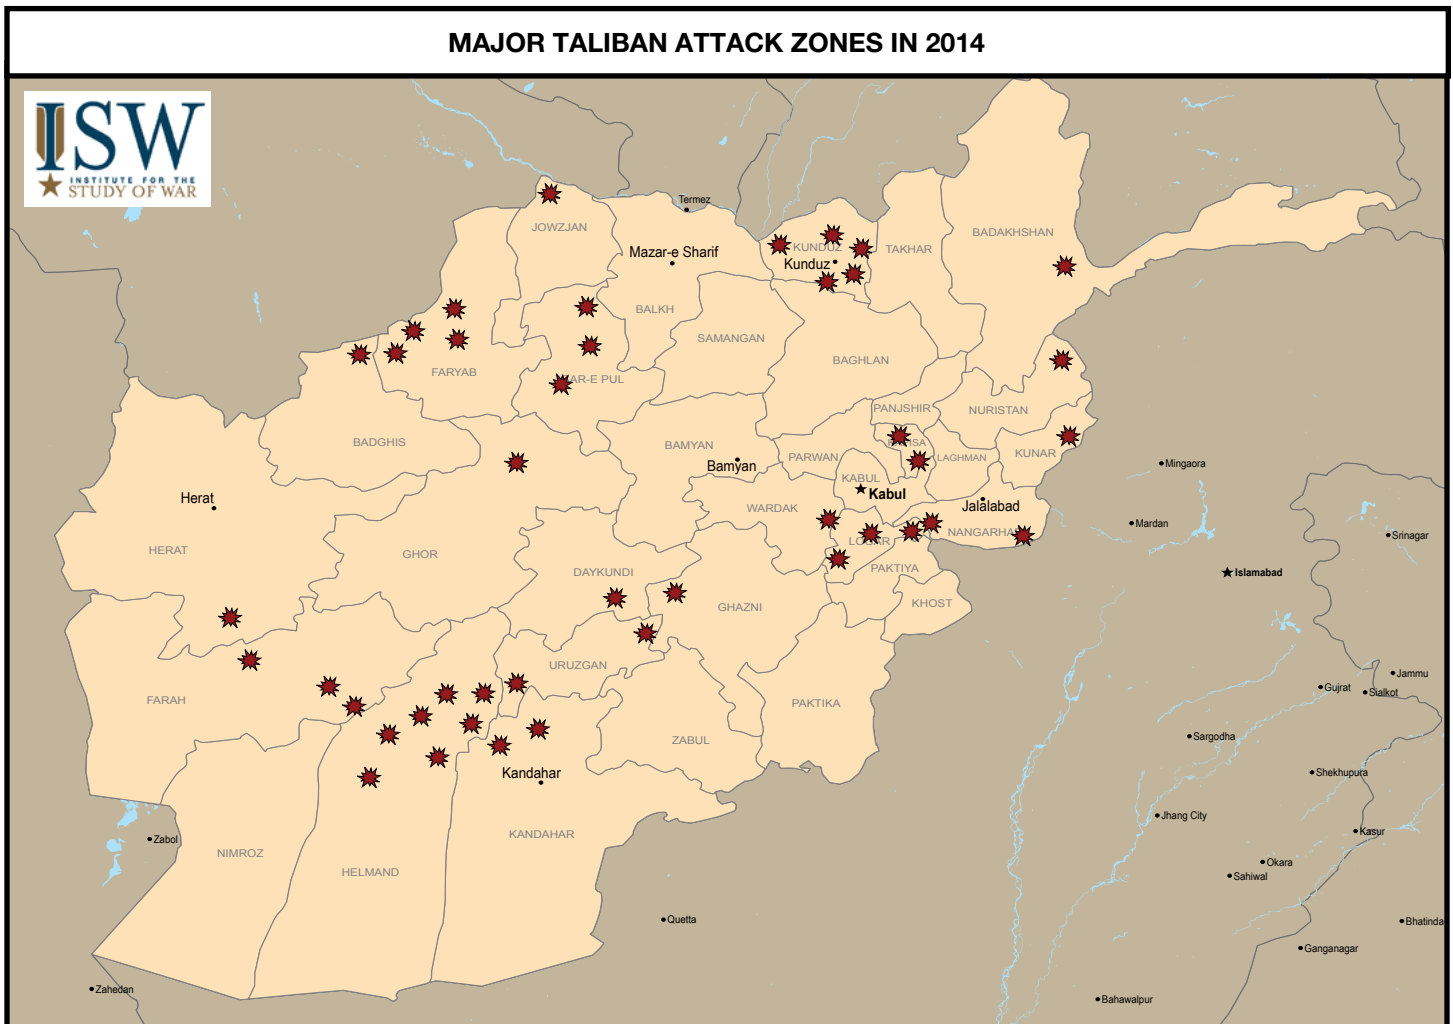 MAJOR TALIBAN ATTACK ZONES IN 2014
ISW
INSTITUTE FOR THE
STUDY OF WAR
Termez
JOWZJAN
BADAKHSHAN
KUNDUZ
TAKHAR
Mazar-e Sharif
Kunduz
BALKH
SAMANGAN
BAGHLAN
FARYAB
AR-E PUL
PANJSHIR
NURISTAN
BADGHIS
BAMYAN
PARWAN
LAGHMAN
KUNAR
Bamyan
Mingaora
KABUL
Kabul
Herat
WARDAK
Jalalabad
Mardan
NANGARHA
Srinagar
HERAT
GHOR
DAYKUNDI
PAKTIYA
Islamabad
GHAZNI
KHOST
URUZGAN
Jammu
Gujrat
Sialkot
FARAH
PAKTIKA
Sargodha
ZABUL
Kandahar
Shekhupura
Jhang City
KANDAHAR
Kasur
Zabol
NIMROZ
HELMAND
Okara
Sahiwal
Quetta
Bhatinda
Ganganagar
Zahedan
Bahawalpur